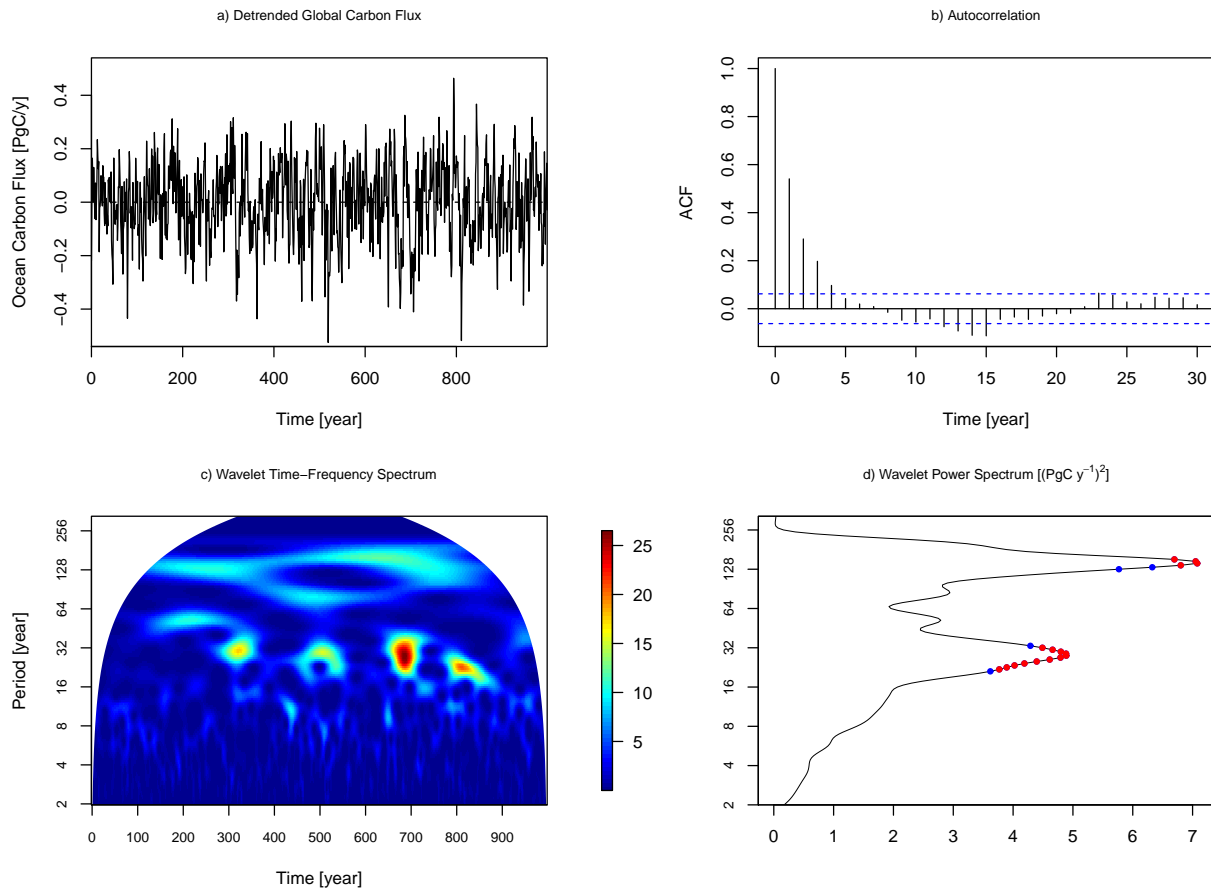 a) Detrended Global Carbon Flux
Ocean Carbon Flux [PgC/y]
0.4
0.2
0.0
−0.2
−0.4
0 200 400 600 800
Time [year]
b) Autocorrelation
ACF
1.0
0.8
0.6
0.4
0.2
0.0
0 5 10 15 20 25 30
Time [year]
c) Wavelet Time−Frequency Spectrum
Period [year]
256
128
64
32
16
8
4
2
0 100 200 300 400 500 600 700 800 900
Time [year]
25
20
15
10
5
d) Wavelet Power Spectrum [(PgC y⁻¹)²]
256
128
64
32
16
8
4
2
0 1 2 3 4 5 6 7